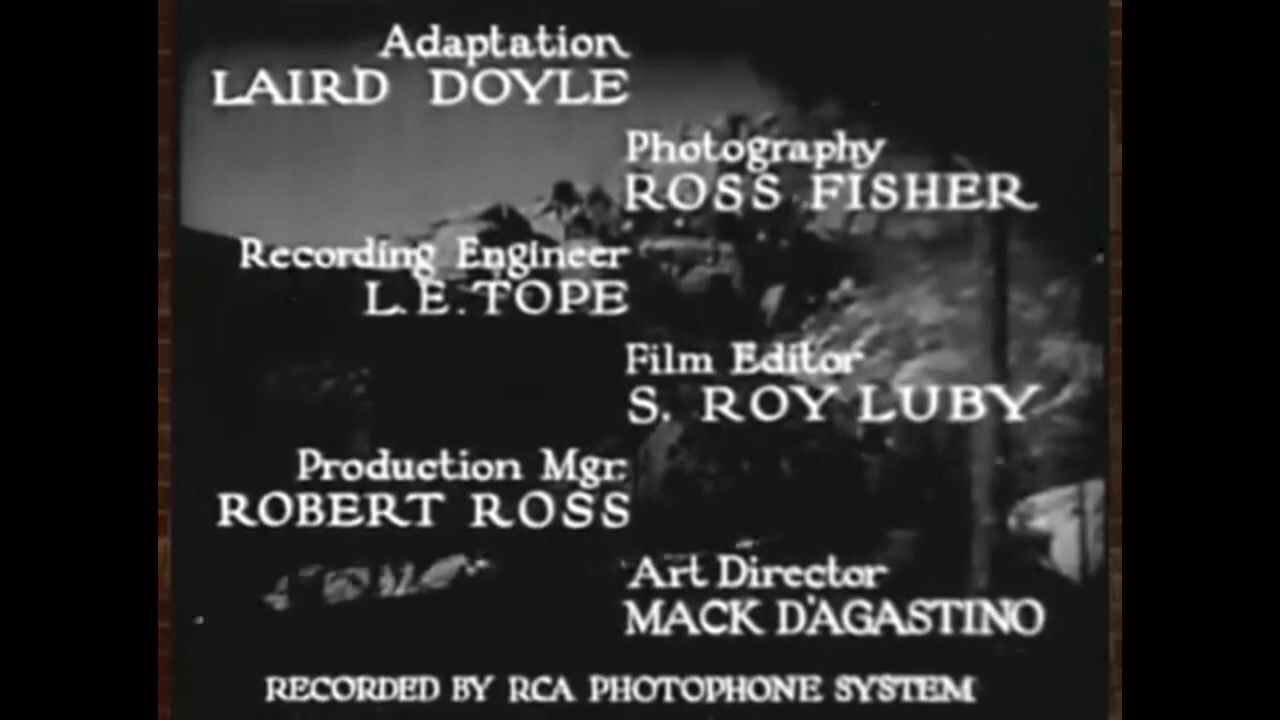 Adaptation
LAIRD DOYLE
Photography
ROSS FISHER
Recording Engineer
L.E. TOPE
Film Editor
S. ROY LUBY
Production Mgr.
ROBERT ROSS
Art Director
MACK D'AGASTINO
RECORDED BY RCA PHOTOPHONE SYSTEM